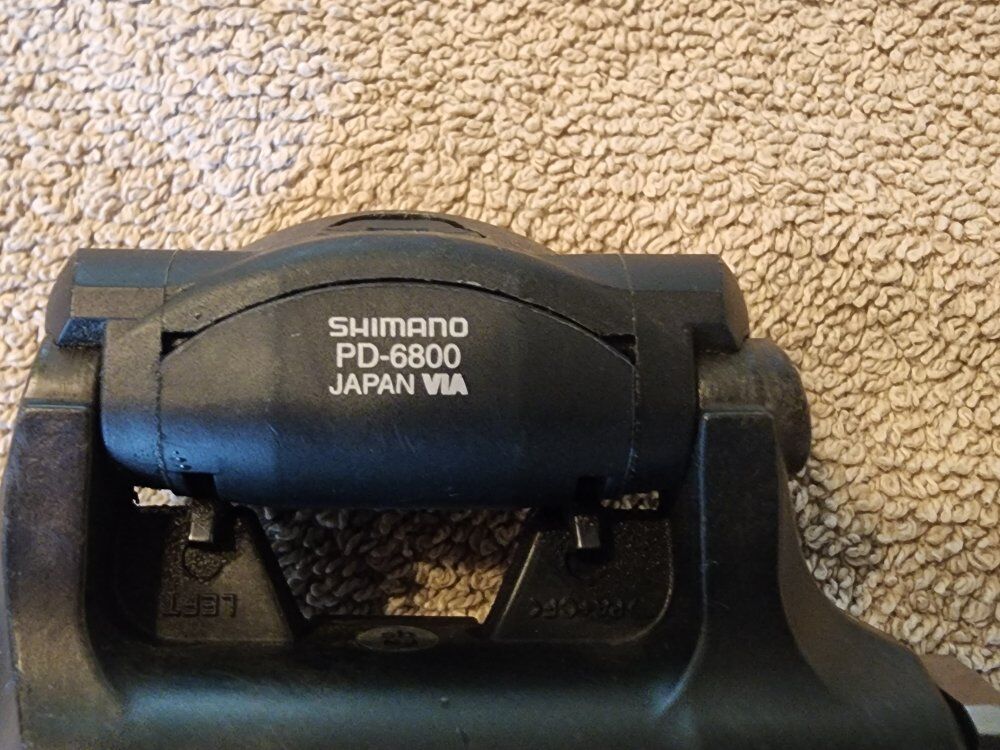 SHIMANO
PD-6800
JAPAN VIA
LEFT